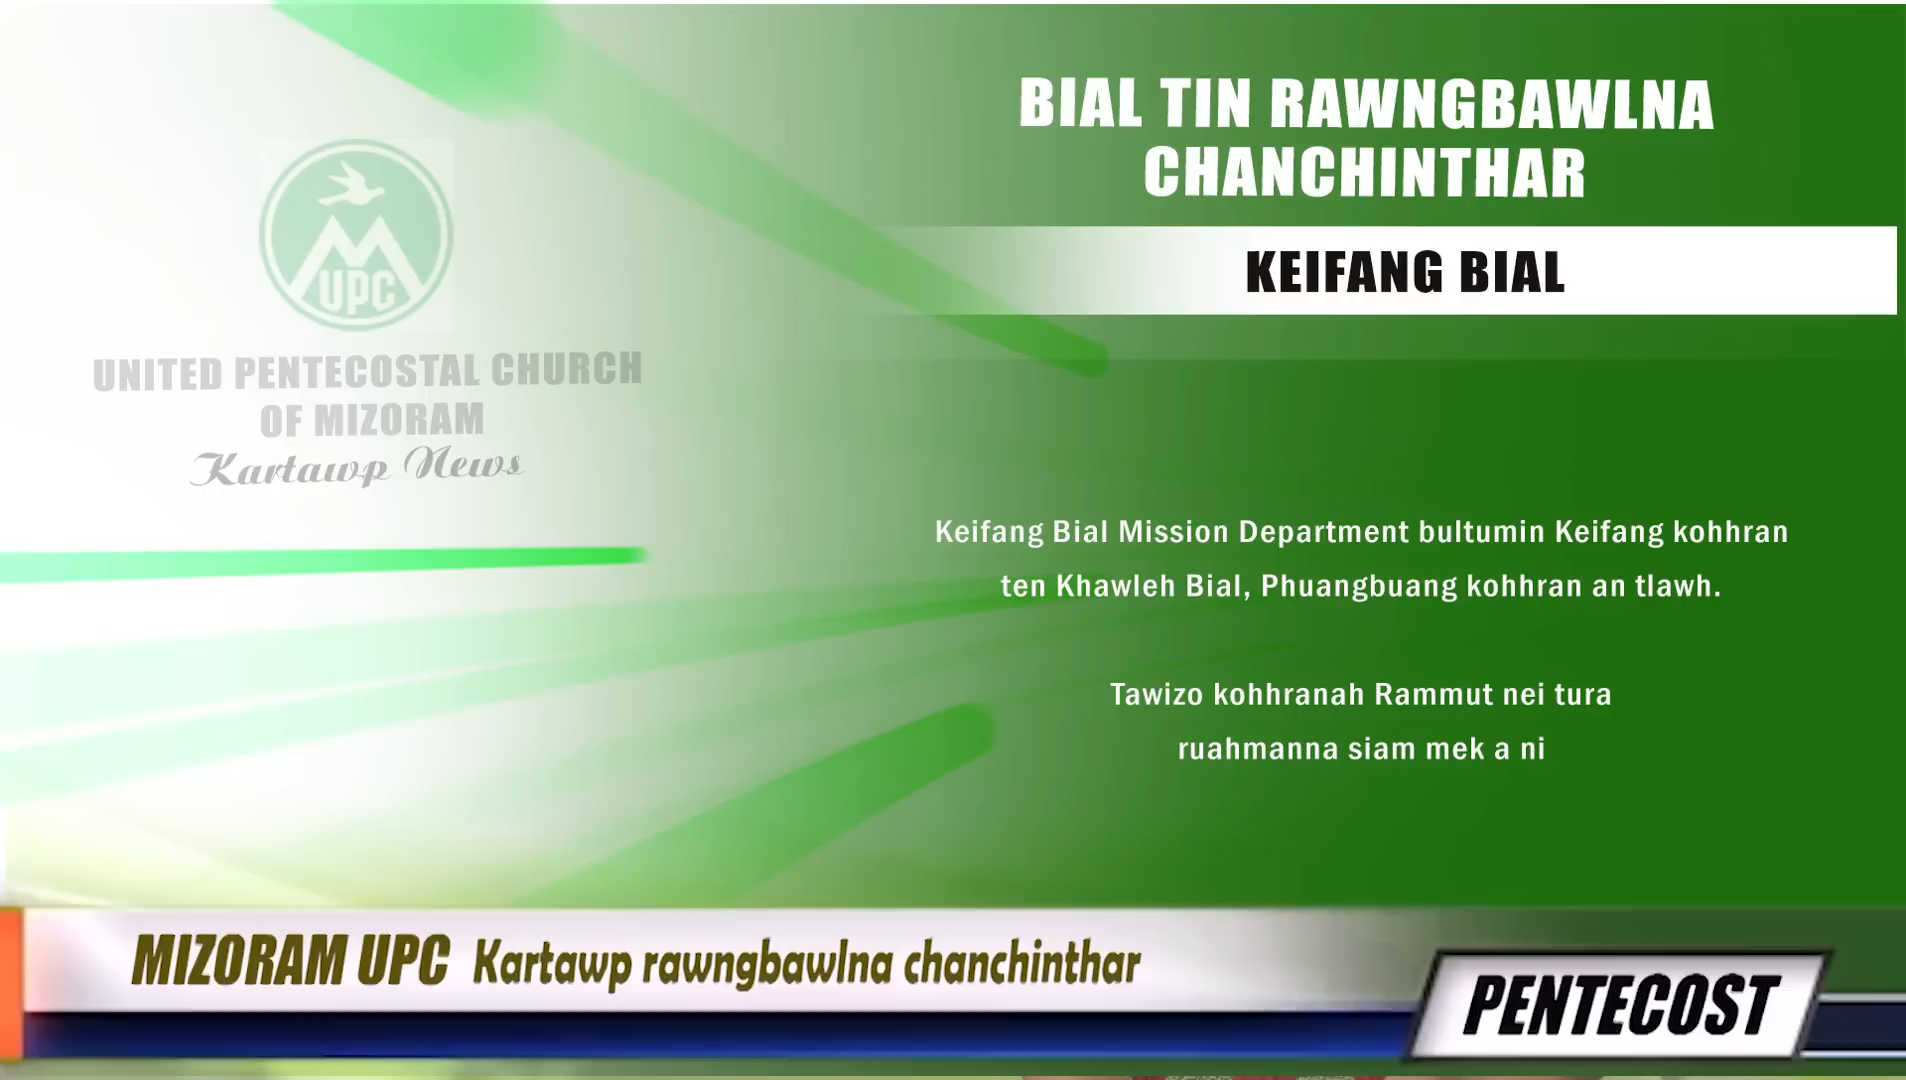 BIAL TIN RAWNGBAWLNA
CHANCHINTHAR
KEIFANG BIAL
UPC
UNITED PENTECOSTAL CHURCH
OF MIZORAM
Kartawp News
Keifang Bial Mission Department bultumin Keifang kohhran
ten Khawleh Bial, Phuangbuang kohhran an tlawh.
Tawizo kohhranah Rammut nei tura
ruahmanna siam mek a ni
MIZORAM UPC Kartawp rawngbawlna chanchinthar
PENTECOST